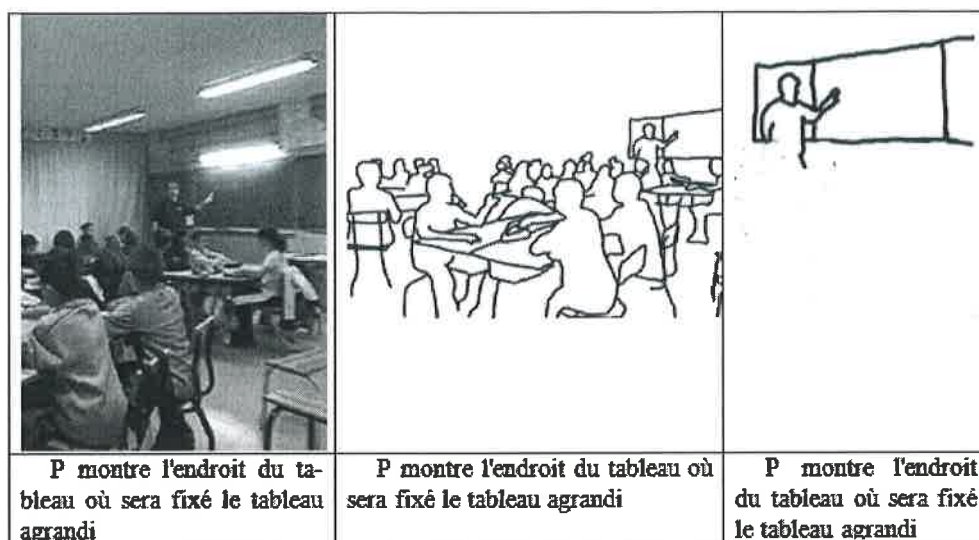 P montre l'endroit du ta-
bleau où sera fixé le tableau
agrandi
P montre l'endroit du tableau où
sera fixé le tableau agrandi
P montre l'endroit
du tableau où sera fixé
le tableau agrandi